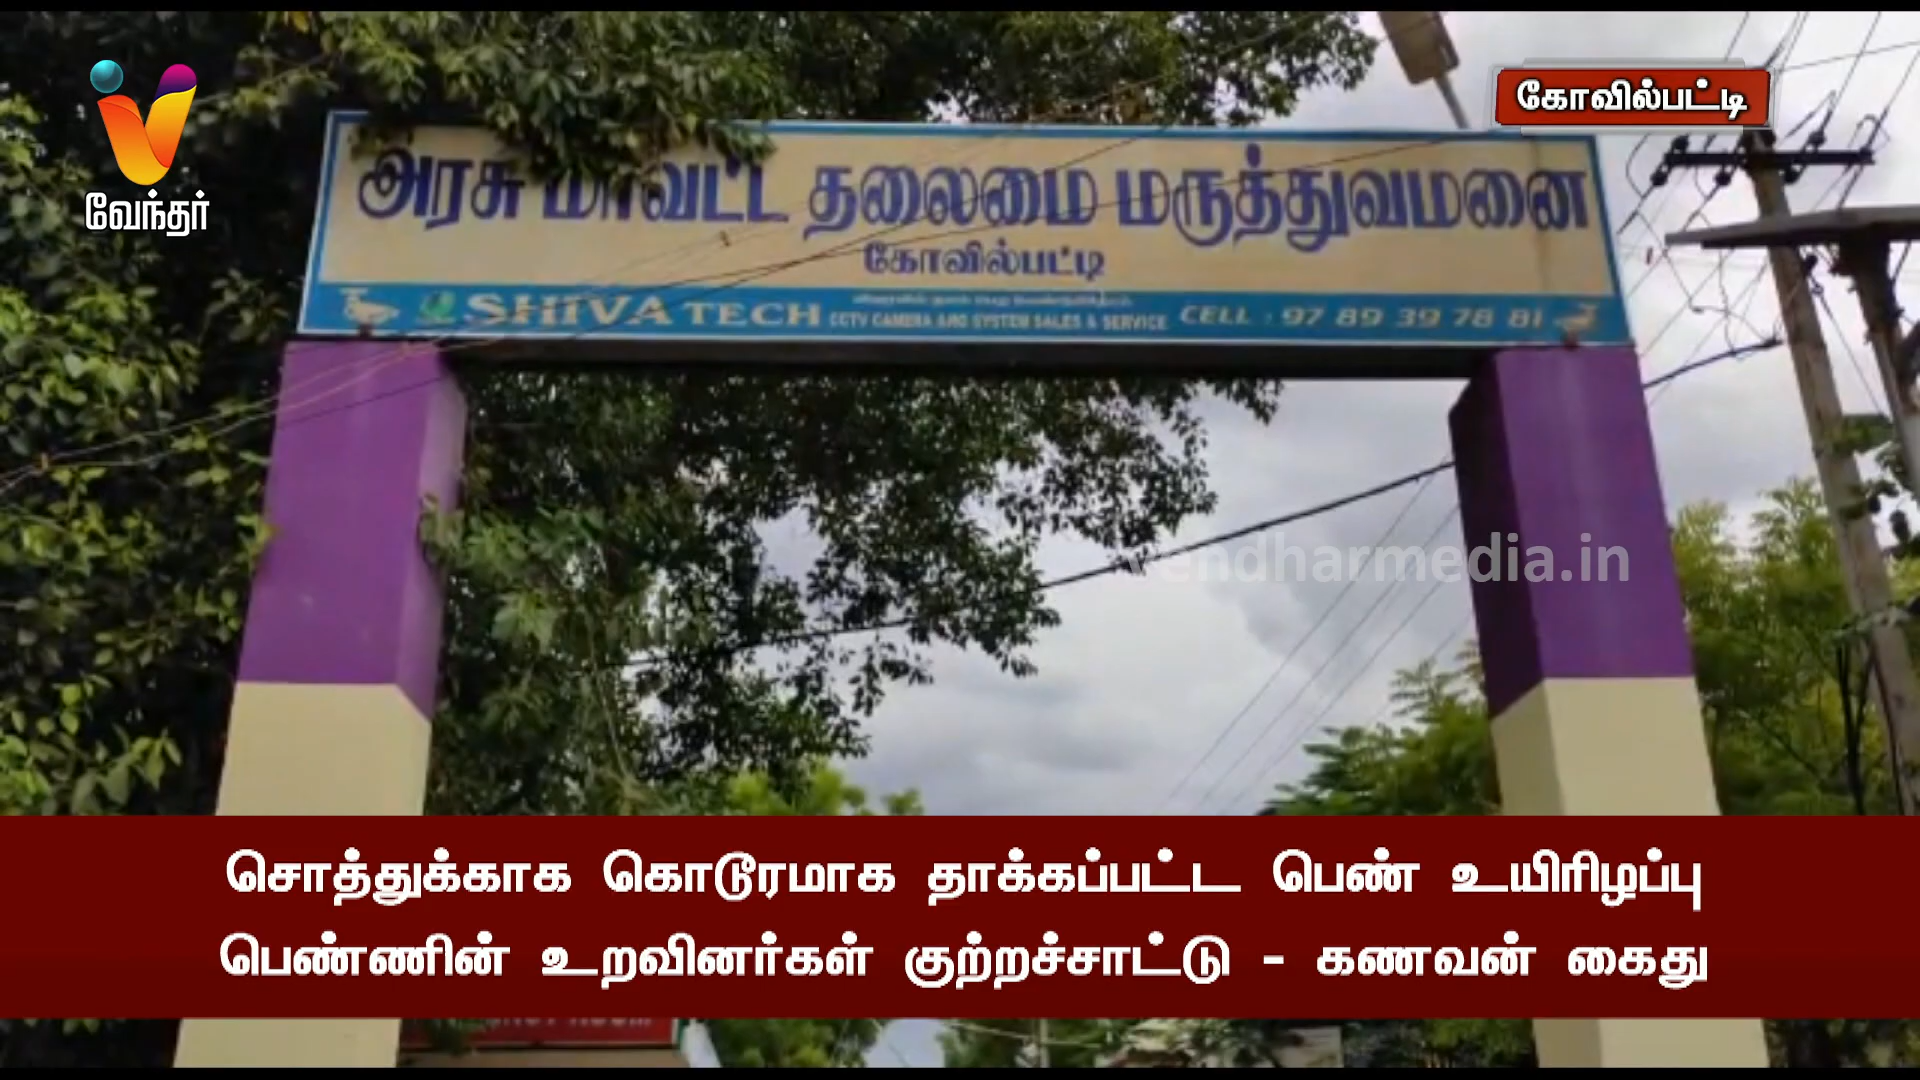 வேந்தர்
கோவில்பட்டி
அரசு மாவட்ட தலைமை மருத்துவமனை
கோவில்பட்டி
SHIVA TECH CCTV CAMERA AND SYSTEM SALES & SERVICE CELL : 97 89 39 78 81
vendharmedia.in
சொத்துக்காக கொடூரமாக தாக்கப்பட்ட பெண் உயிரிழப்பு
பெண்ணின் உறவினர்கள் குற்றச்சாட்டு - கணவன் கைது